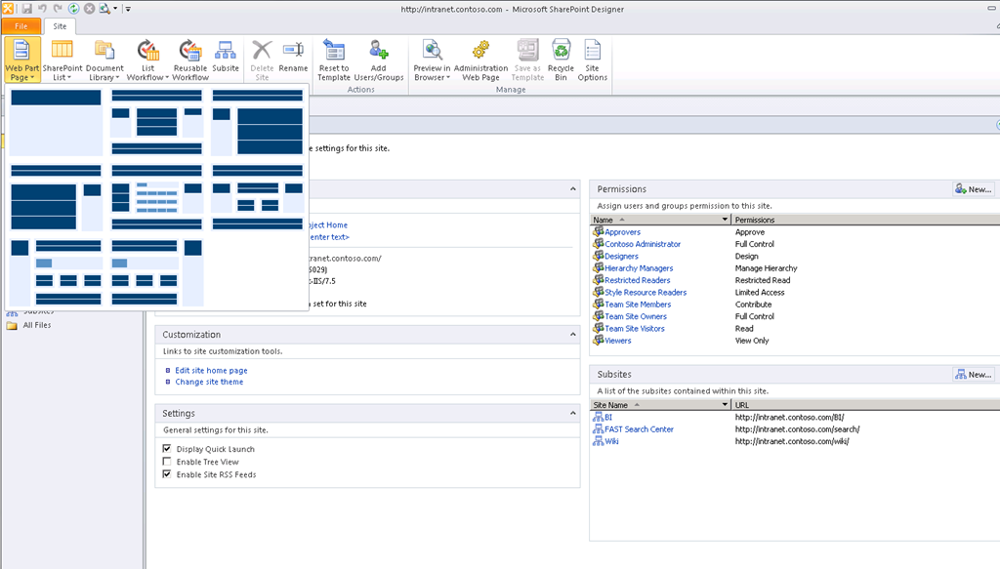 http://intranet.contoso.com - Microsoft SharePoint Designer
File Site
Web Part Page
SharePoint List
Document Library
List Workflow
Reusable Workflow
Subsite
Delete Site
Rename
Reset to Template
Add Users/Groups
Actions
Preview in Browser
Administration Web Page
Save as Template
Recycle Bin
Site Options
Manage
settings for this site.
Home
enter text>
.contoso.com/
5029)
-IIS/7.5
set for this site
Subsites
All Files
Customization
Links to site customization tools.
Edit site home page
Change site theme
Settings
General settings for this site.
Display Quick Launch
Enable Tree View
Enable Site RSS Feeds
Permissions
New...
Assign users and groups permission to this site.
Name Permissions
Approvers Approve
Contoso Administrator Full Control
Designers Design
Hierarchy Managers Manage Hierarchy
Restricted Readers Restricted Read
Style Resource Readers Limited Access
Team Site Members Contribute
Team Site Owners Full Control
Team Site Visitors Read
Viewers View Only
Subsites
New...
A list of the subsites contained within this site.
Site Name URL
BI http://intranet.contoso.com/BI/
FAST Search Center http://intranet.contoso.com/search/
Wiki http://intranet.contoso.com/wiki/